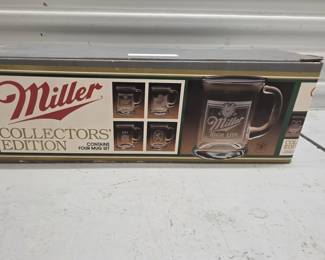 Miller
COLLECTORS'
EDITION
CONTAINS
FOUR MUG SET
Miller
HIGH LIFE